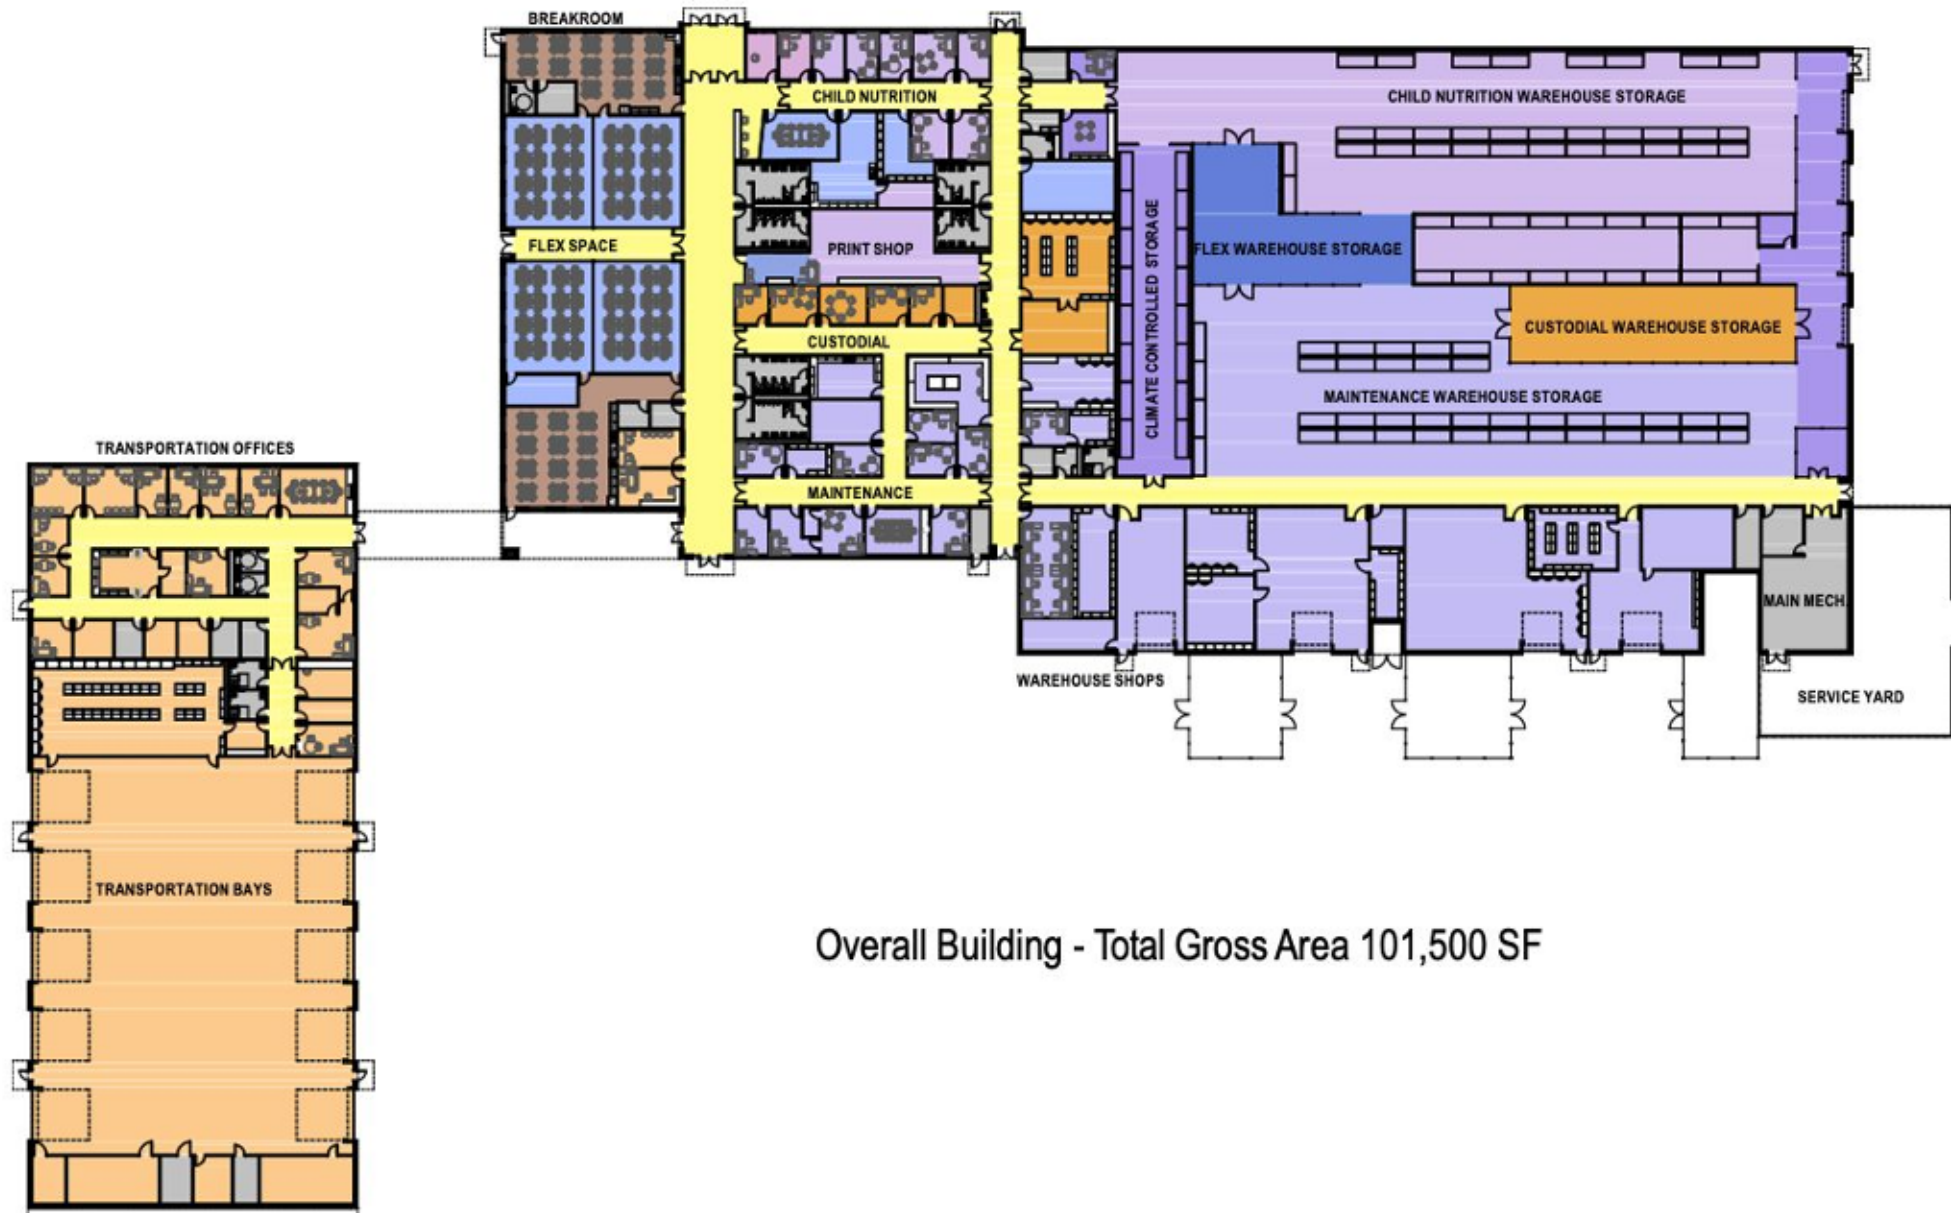 BREAKROOM
CHILD NUTRITION
CHILD NUTRITION WAREHOUSE STORAGE
FLEX SPACE
PRINT SHOP
CLIMATE CONTROLLED STORAGE
FLEX WAREHOUSE STORAGE
CUSTODIAL WAREHOUSE STORAGE
CUSTODIAL
MAINTENANCE WAREHOUSE STORAGE
TRANSPORTATION OFFICES
MAINTENANCE
MAIN MECH.
WAREHOUSE SHOPS
SERVICE YARD
TRANSPORTATION BAYS
Overall Building - Total Gross Area 101,500 SF